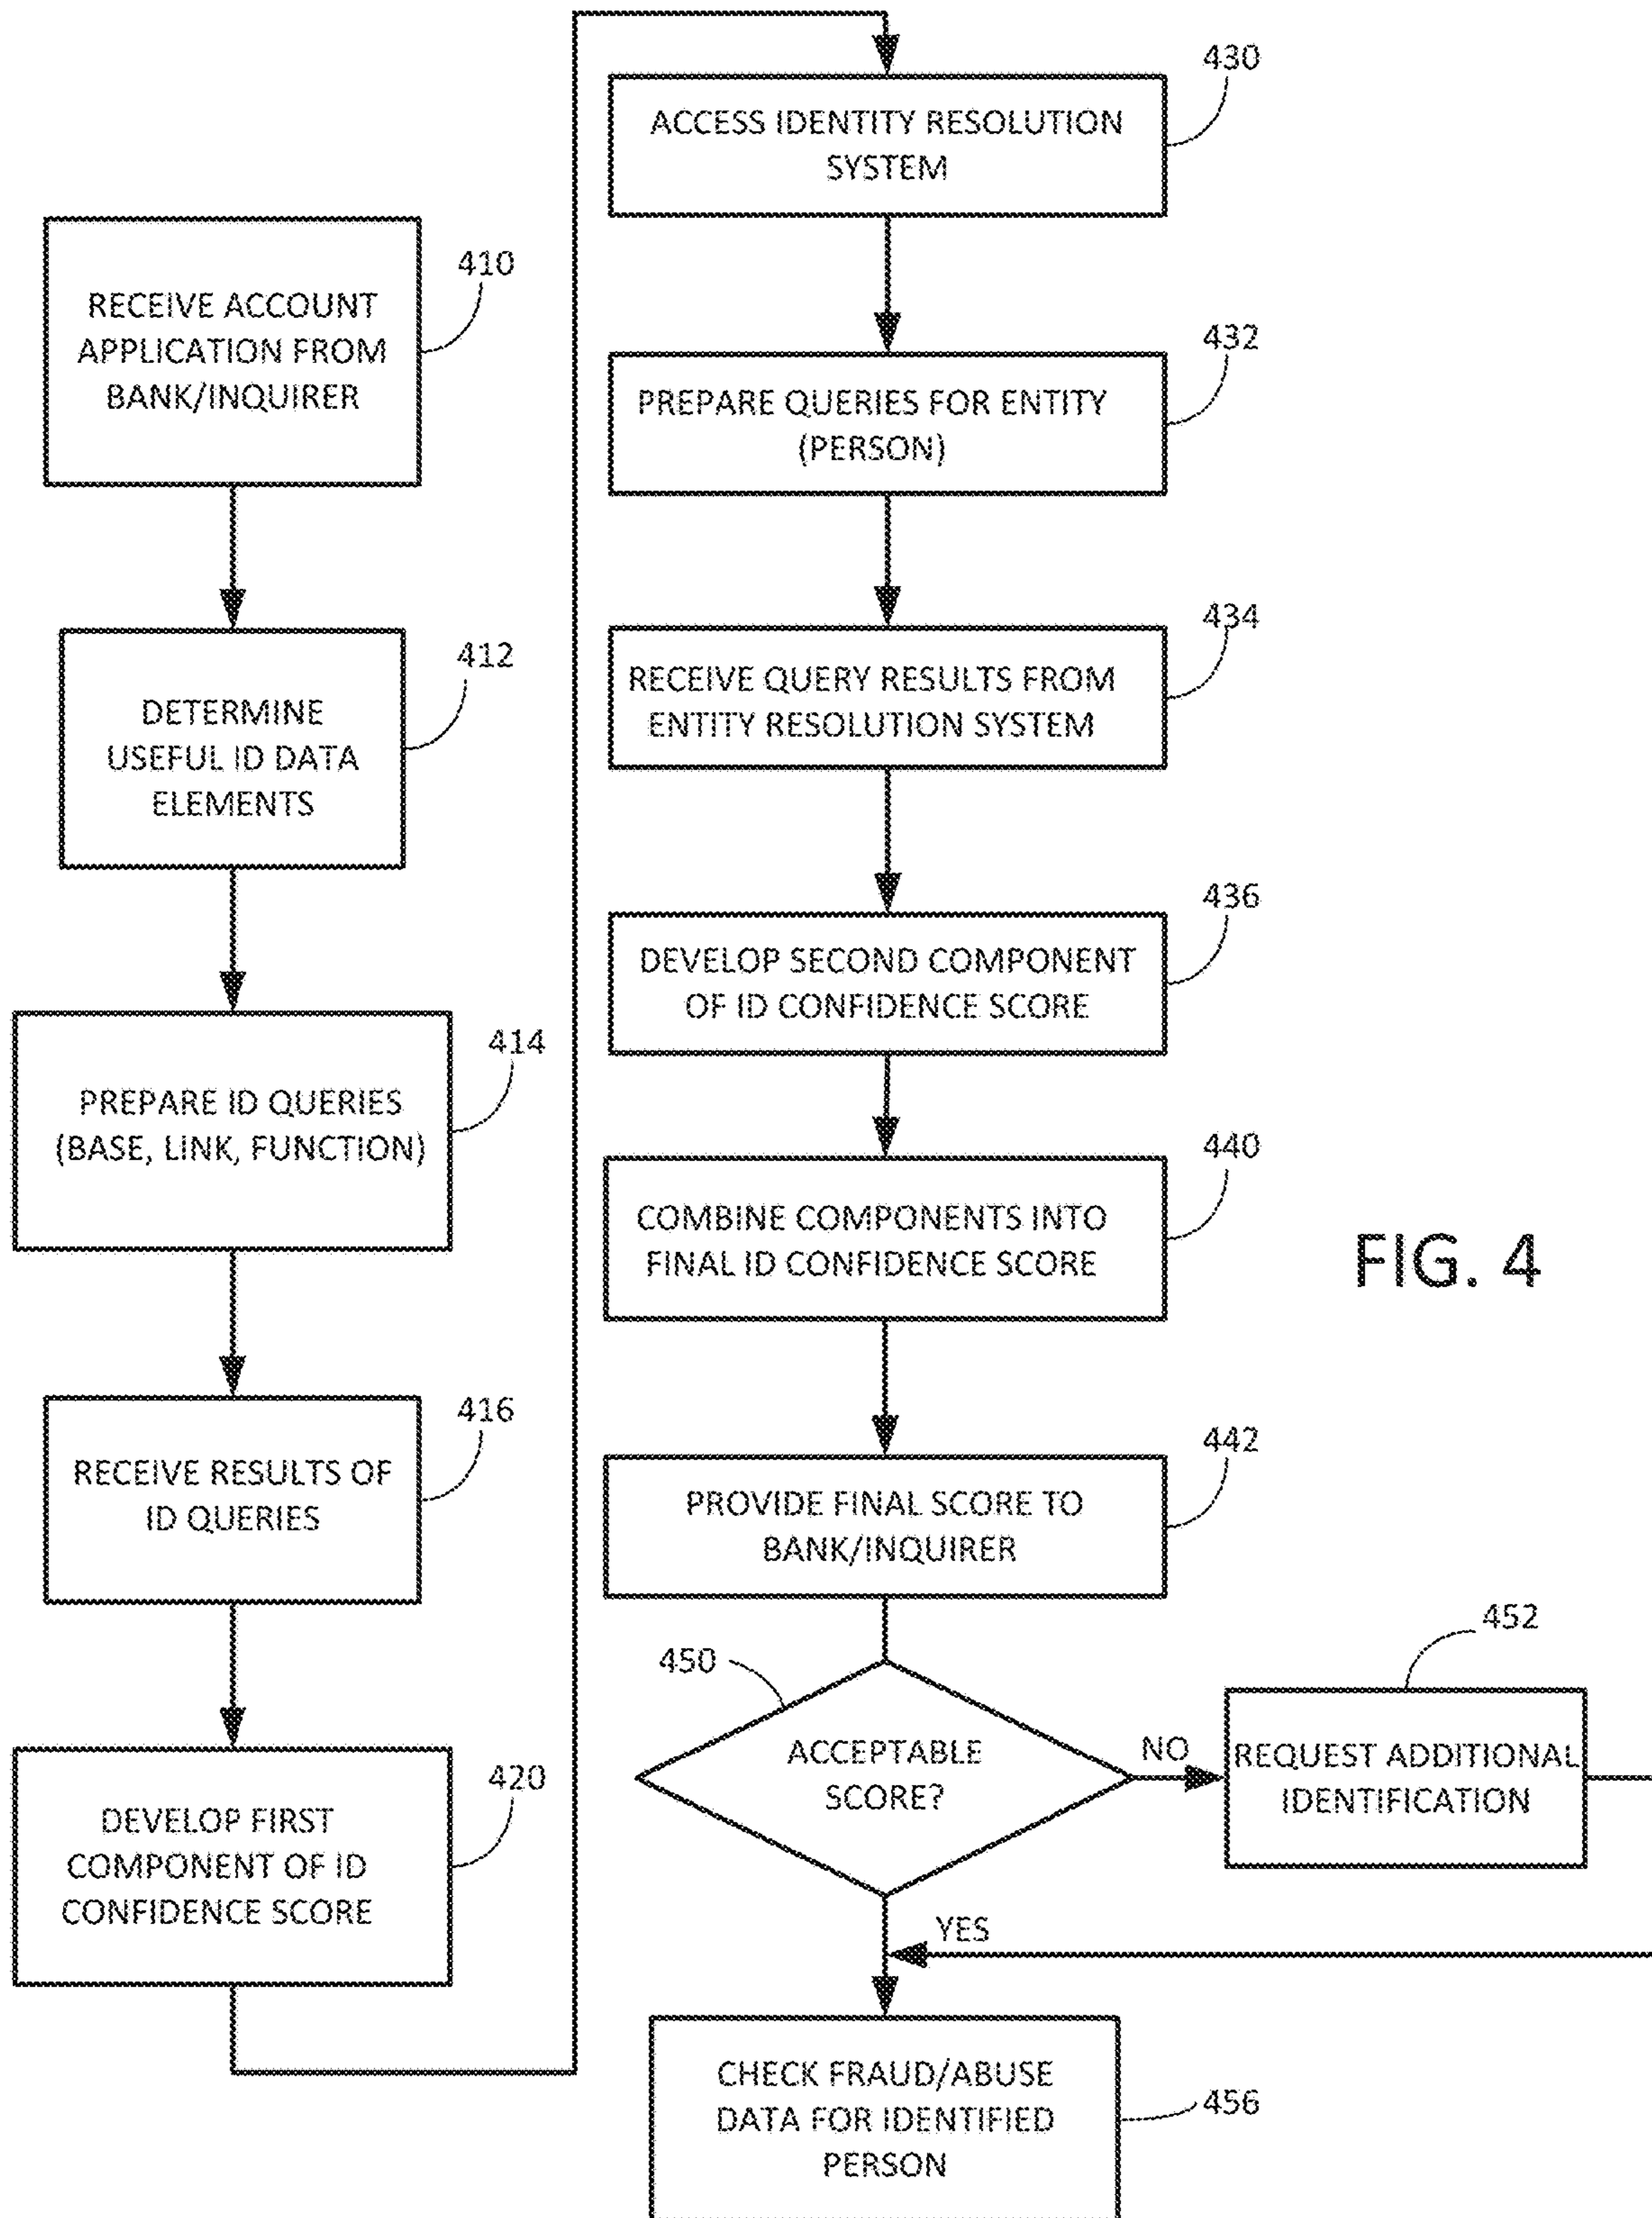 410
RECEIVE ACCOUNT
APPLICATION FROM
BANK/INQUIRER
412
DETERMINE
USEFUL ID DATA
ELEMENTS
414
PREPARE ID QUERIES
(BASE, LINK, FUNCTION)
416
RECEIVE RESULTS OF
ID QUERIES
420
DEVELOP FIRST
COMPONENT OF ID
CONFIDENCE SCORE
430
ACCESS IDENTITY RESOLUTION
SYSTEM
432
PREPARE QUERIES FOR ENTITY
(PERSON)
434
RECEIVE QUERY RESULTS FROM
ENTITY RESOLUTION SYSTEM
436
DEVELOP SECOND COMPONENT
OF ID CONFIDENCE SCORE
440
COMBINE COMPONENTS INTO
FINAL ID CONFIDENCE SCORE
442
PROVIDE FINAL SCORE TO
BANK/INQUIRER
450
ACCEPTABLE
SCORE?
NO
452
REQUEST ADDITIONAL
IDENTIFICATION
YES
456
CHECK FRAUD/ABUSE
DATA FOR IDENTIFIED
PERSON
FIG. 4